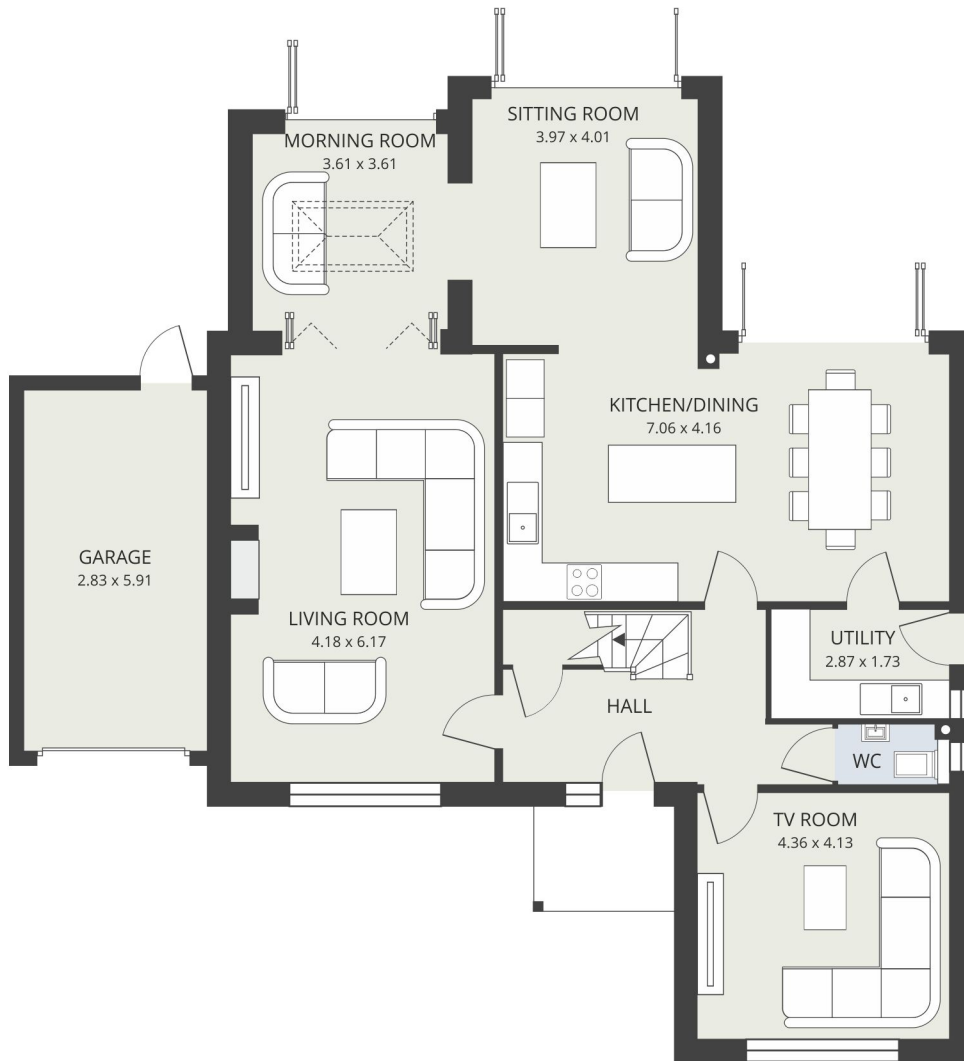 SITTING ROOM
3.97 x 4.01
MORNING ROOM
3.61 x 3.61
KITCHEN/DINING
7.06 x 4.16
GARAGE
2.83 x 5.91
LIVING ROOM
4.18 x 6.17
UTILITY
2.87 x 1.73
HALL
WC
TV ROOM
4.36 x 4.13